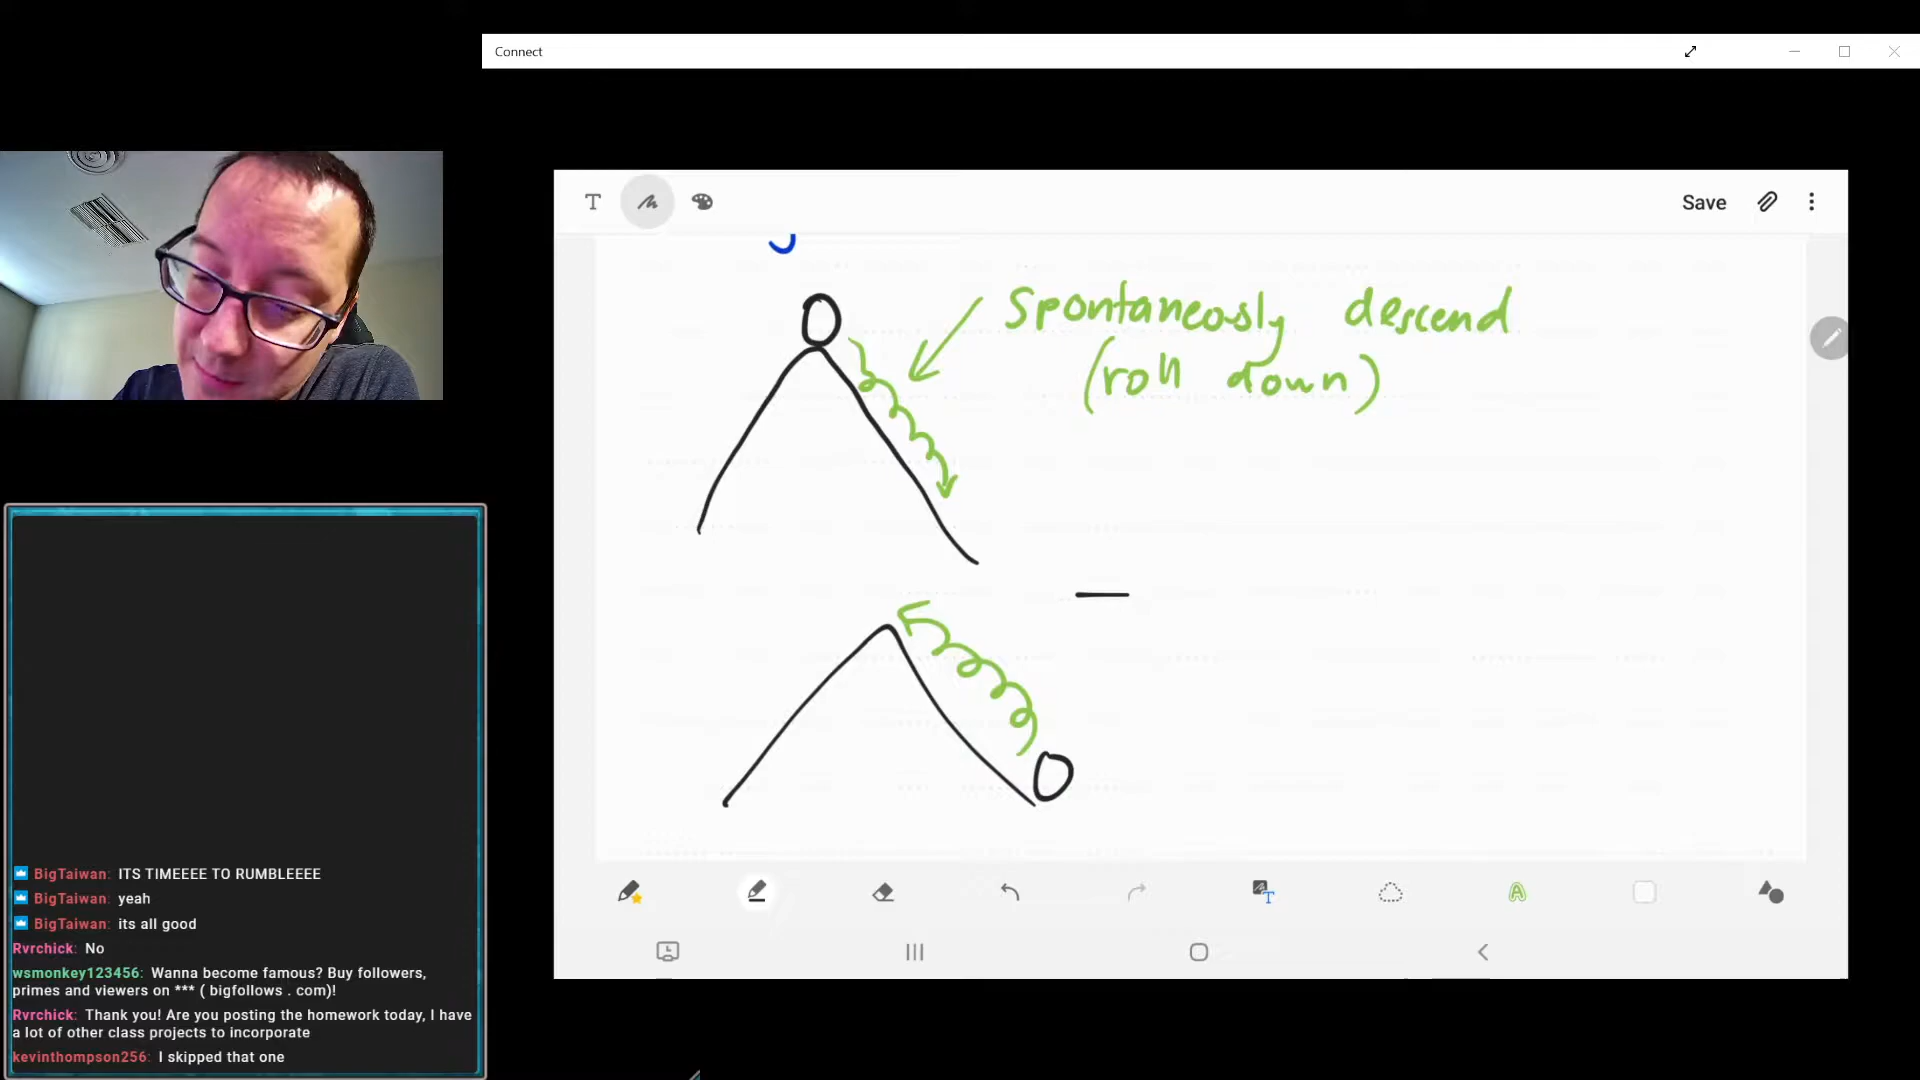 Connect
T
Save
Spontaneously descend
(roll down)
BigTaiwan: ITS TIMEEEE TO RUMBLEEEE
BigTaiwan: yeah
BigTaiwan: its all good
Rvrchick: No
wsmonkey123456: Wanna become famous? Buy followers,
primes and viewers on *** ( bigfollows . com)!
Rvrchick: Thank you! Are you posting the homework today, I have
a lot of other class projects to incorporate
kevinthompson256: I skipped that one